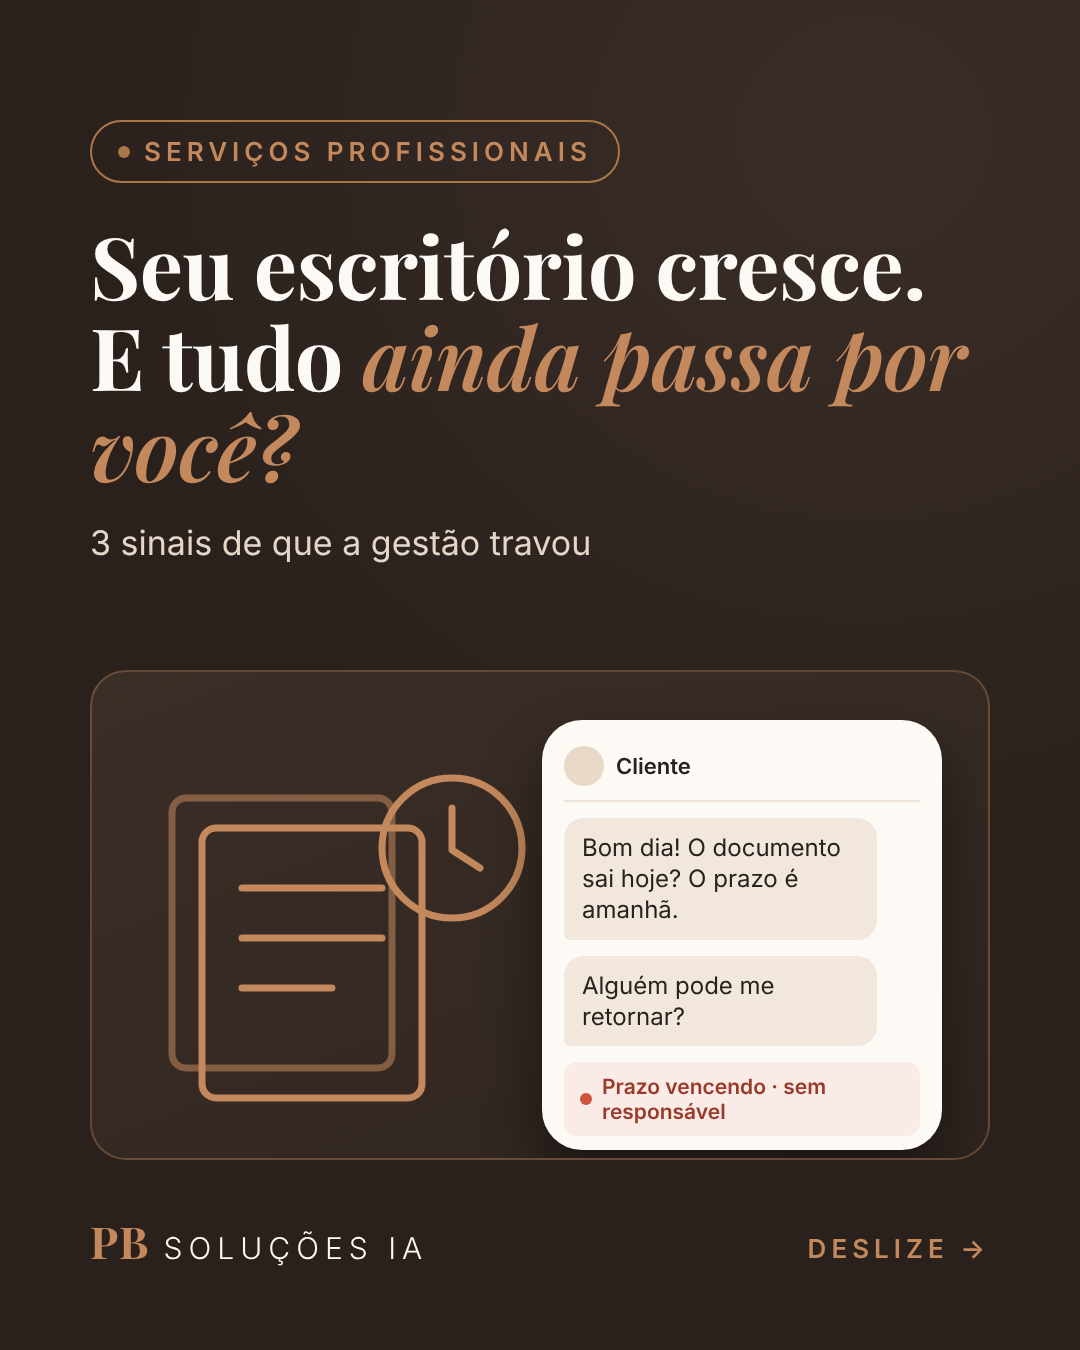 SERVIÇOS PROFISSIONAIS
Seu escritório cresce.
E tudo ainda passa por
você?
3 sinais de que a gestão travou
Cliente
Bom dia! O documento
sai hoje? O prazo é
amanhã.
Alguém pode me
retornar?
Prazo vencendo · sem
responsável
PB SOLUÇÕES IA
DESLIZE →